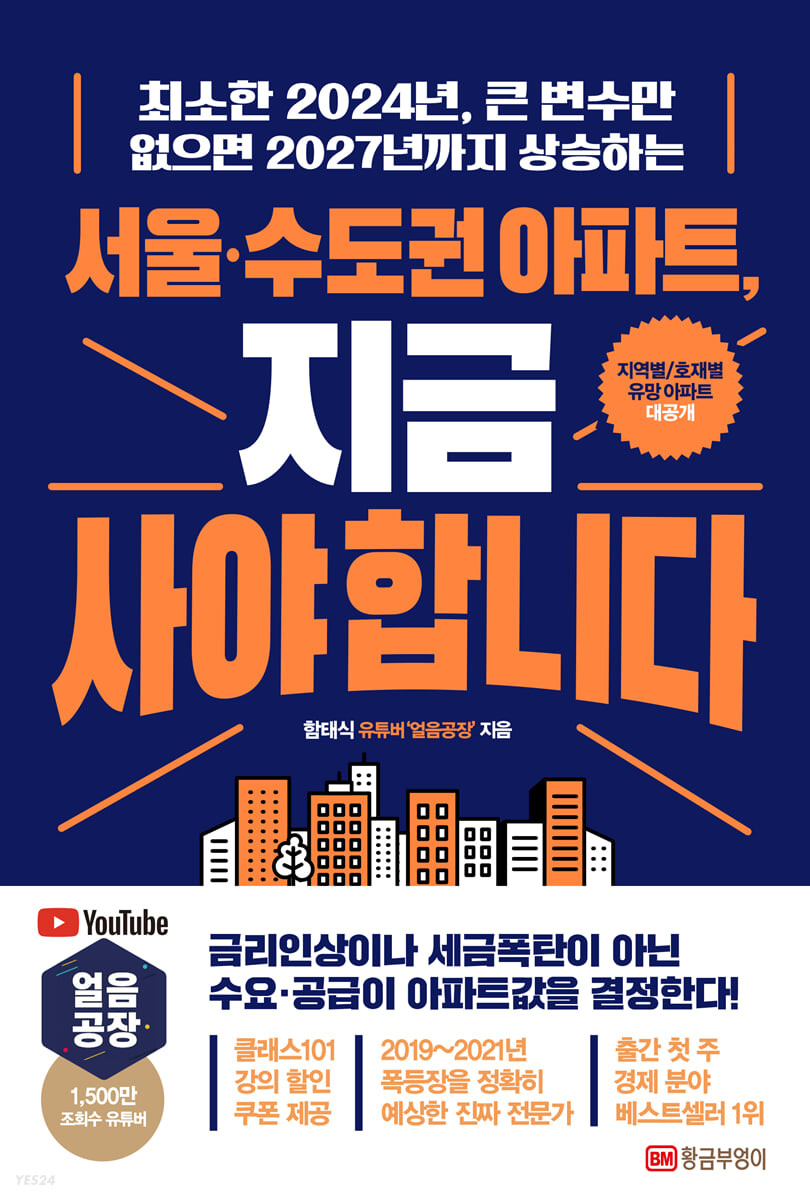 최소한 2024년, 큰 변수만
없으면 2027년까지 상승하는
서울·수도권 아파트,
지금
지역별/호재별
유망 아파트
대공개
사야 합니다
함태식 유튜버 '얼음공장' 지음
YouTube
얼음
공장
1,500만
조회수 유튜버
금리인상이나 세금폭탄이 아닌
수요·공급이 아파트값을 결정한다!
클래스101
강의 할인
쿠폰 제공
2019~2021년
폭등장을 정확히
예상한 진짜 전문가
출간 첫 주
경제 분야
베스트셀러 1위
BM 황금부엉이
YES24